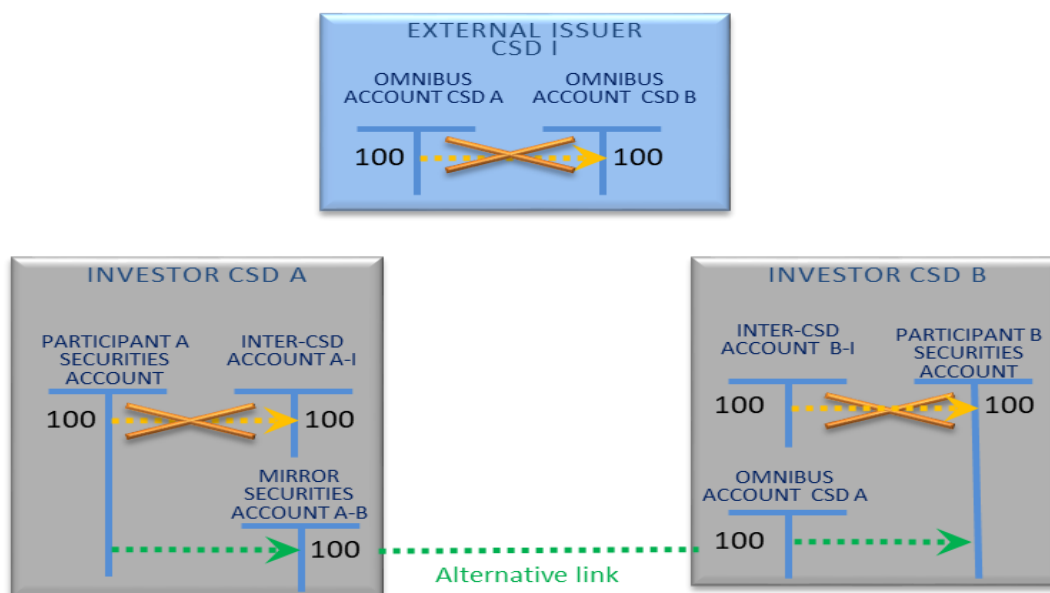 EXTERNAL ISSUER
CSD I
OMNIBUS
ACCOUNT CSD A
OMNIBUS
ACCOUNT CSD B
100
100
INVESTOR CSD A
PARTICIPANT A
SECURITIES
ACCOUNT
INTER-CSD
ACCOUNT A-I
100
100
MIRROR
SECURITIES
ACCOUNT A-B
100
Alternative link
INVESTOR CSD B
INTER-CSD
ACCOUNT B-I
PARTICIPANT B
SECURITIES
ACCOUNT
100
100
OMNIBUS
ACCOUNT CSD A
100